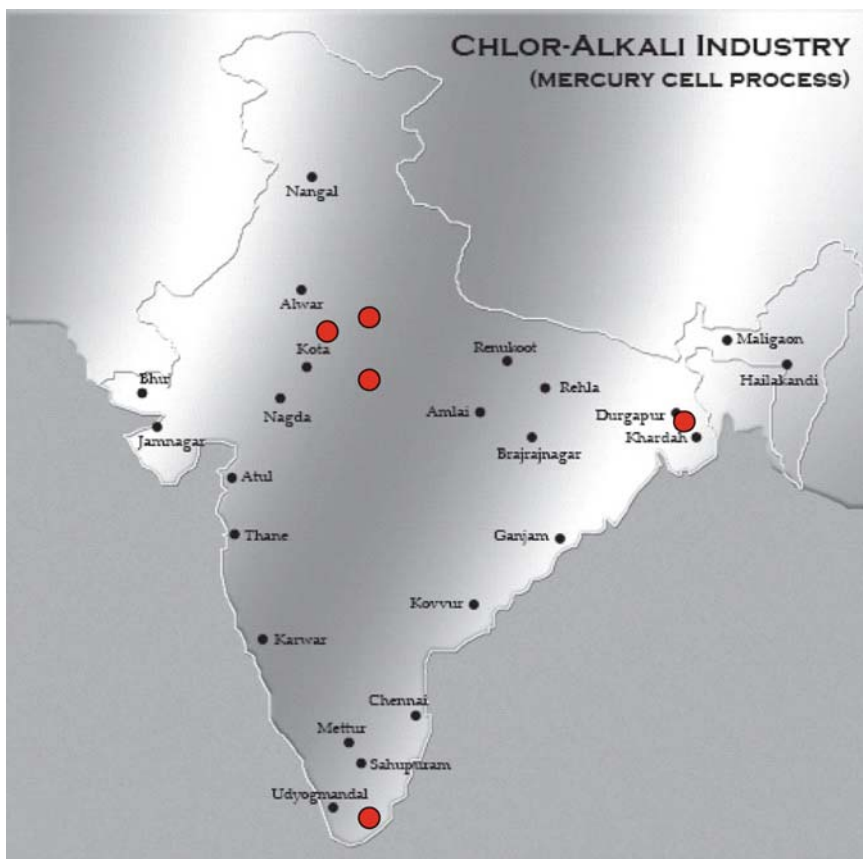 CHLOR-ALKALI INDUSTRY
(MERCURY CELL PROCESS)
Nangal
Alwar
Kota
Renukoot
Maligaon
Bhuj
Rehla
Hailakandi
Nagda
Amlai
Durgapur
Jamnagar
Khardah
Brajrajnagar
Atul
Thane
Ganjam
Kovvur
Karwar
Chennai
Mettur
Sahupuram
Udyogmandal